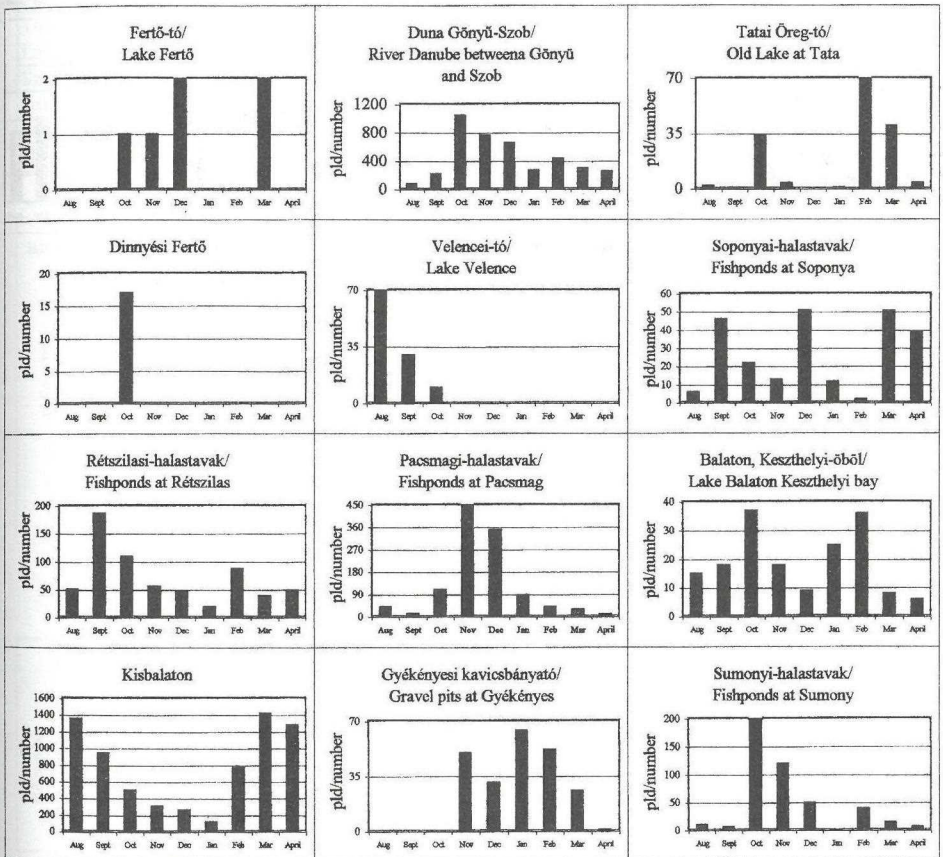 Fertő-tó/
Lake Fertő
pld/number
2
1
0
Aug Sept Oct Nov Dec Jan Feb Mar April
Duna Gönyű-Szob/
River Danube betweena Gönyü
and Szob
pld/number
1200
800
400
0
Aug Sept Oct Nov Dec Jan Feb Mar April
Tatai Öreg-tó/
Old Lake at Tata
pld/number
70
35
0
Aug Sept Oct Nov Dec Jan Feb Mar April
Dinnyési Fertő
pld/number
20
15
10
5
0
Aug Sept Oct Nov Dec Jan Feb Mar April
Velencei-tó/
Lake Velence
pld/number
70
35
0
Aug Sept Oct Nov Dec Jan Feb Mar April
Soponyai-halastavak/
Fishponds at Soponya
pld/number
60
50
40
30
20
10
0
Aug Sept Oct Nov Dec Jan Feb Mar April
Rétszilasi-halastavak/
Fishponds at Rétszilas
pld/number
200
150
100
50
0
Aug Sept Oct Nov Dec Jan Feb Mar April
Pacsmagi-halastavak/
Fishponds at Pacsmag
pld/number
450
360
270
180
90
0
Aug Sept Oct Nov Dec Jan Feb Mar April
Balaton, Keszthelyi-öböl/
Lake Balaton Keszthelyi bay
pld/number
40
30
20
10
0
Aug Sept Oct Nov Dec Jan Feb Mar April
Kisbalaton
pld/number
1600
1400
1200
1000
800
600
400
200
0
Aug Sept Oct Nov Dec Jan Feb Mar April
Gyékényesi kavicsbányató/
Gravel pits at Gyékényes
pld/number
70
35
0
Aug Sept Oct Nov Dec Jan Feb Mar April
Sumonyi-halastavak/
Fishponds at Sumony
pld/number
200
150
100
50
0
Aug Sept Oct Nov Dec Jan Feb Mar April